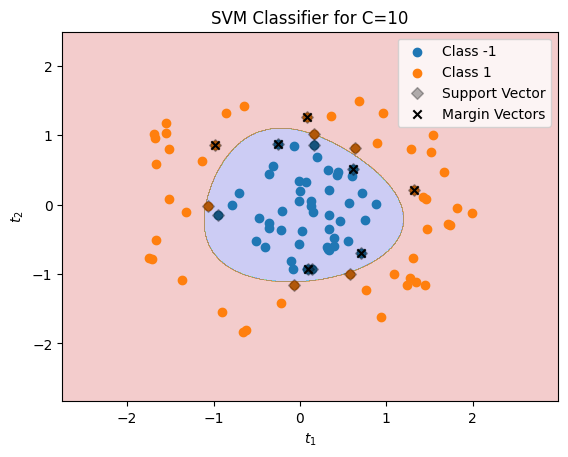 SVM Classifier for C=10
Class -1
Class 1
Support Vector
Margin Vectors
2
1
0
−1
−2
t₂
−2
−1
0
1
2
t₁